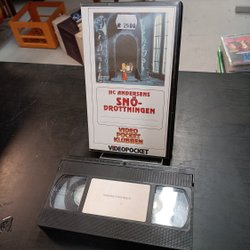 HC ANDERSENS
SNÖ-
DROTTNINGEN
VIDEO
POCKET
KLUBBEN
VIDEOPOCKET